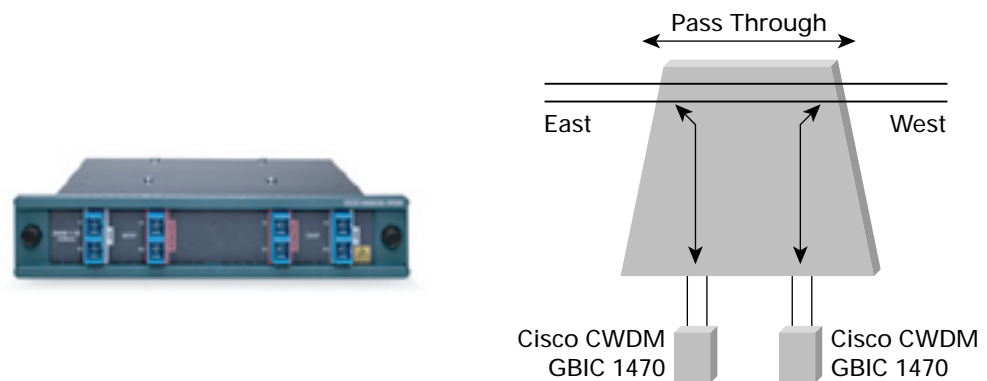 Pass Through
East
West
Cisco CWDM
GBIC 1470
Cisco CWDM
GBIC 1470